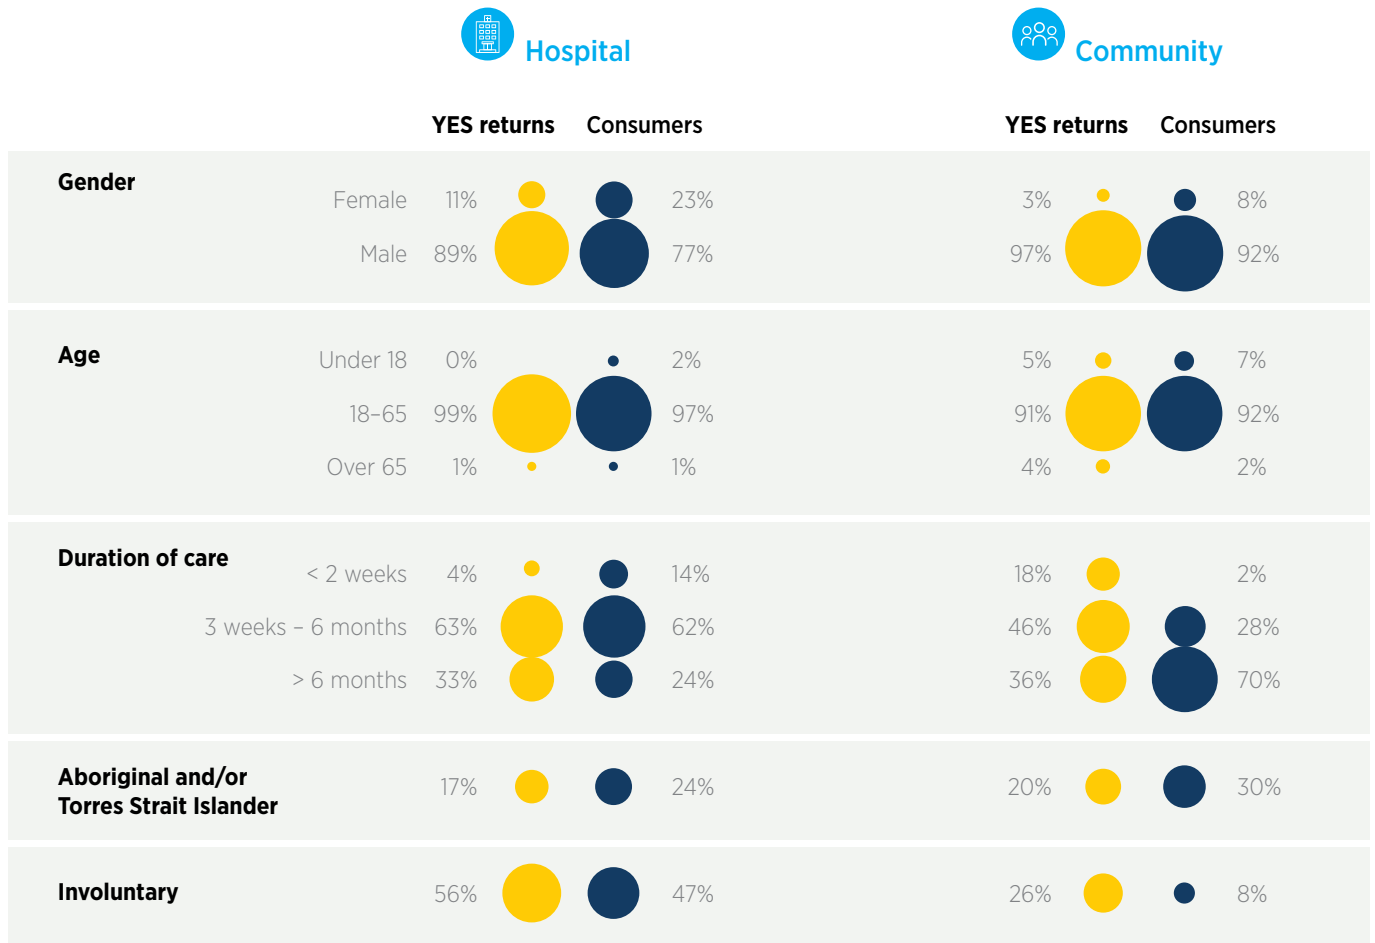 Hospital Community
YES returns Consumers YES returns Consumers
Gender
Female 11% 23% 3% 8%
Male 89% 77% 97% 92%
Age
Under 18 0% 2% 5% 7%
18–65 99% 97% 91% 92%
Over 65 1% 1% 4% 2%
Duration of care
< 2 weeks 4% 14% 18% 2%
3 weeks – 6 months 63% 62% 46% 28%
> 6 months 33% 24% 36% 70%
Aboriginal and/or
Torres Strait Islander
17% 24% 20% 30%
Involuntary 56% 47% 26% 8%